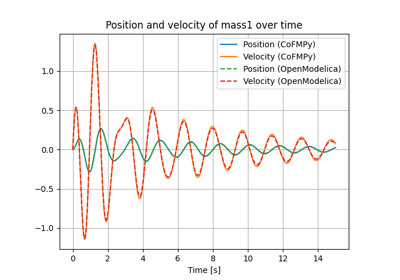 Position and velocity of mass1 over time
Position (CoFMPy)
Velocity (CoFMPy)
Position (OpenModelica)
Velocity (OpenModelica)
1.0
0.5
0.0
−0.5
−1.0
0 2 4 6 8 10 12 14
Time [s]